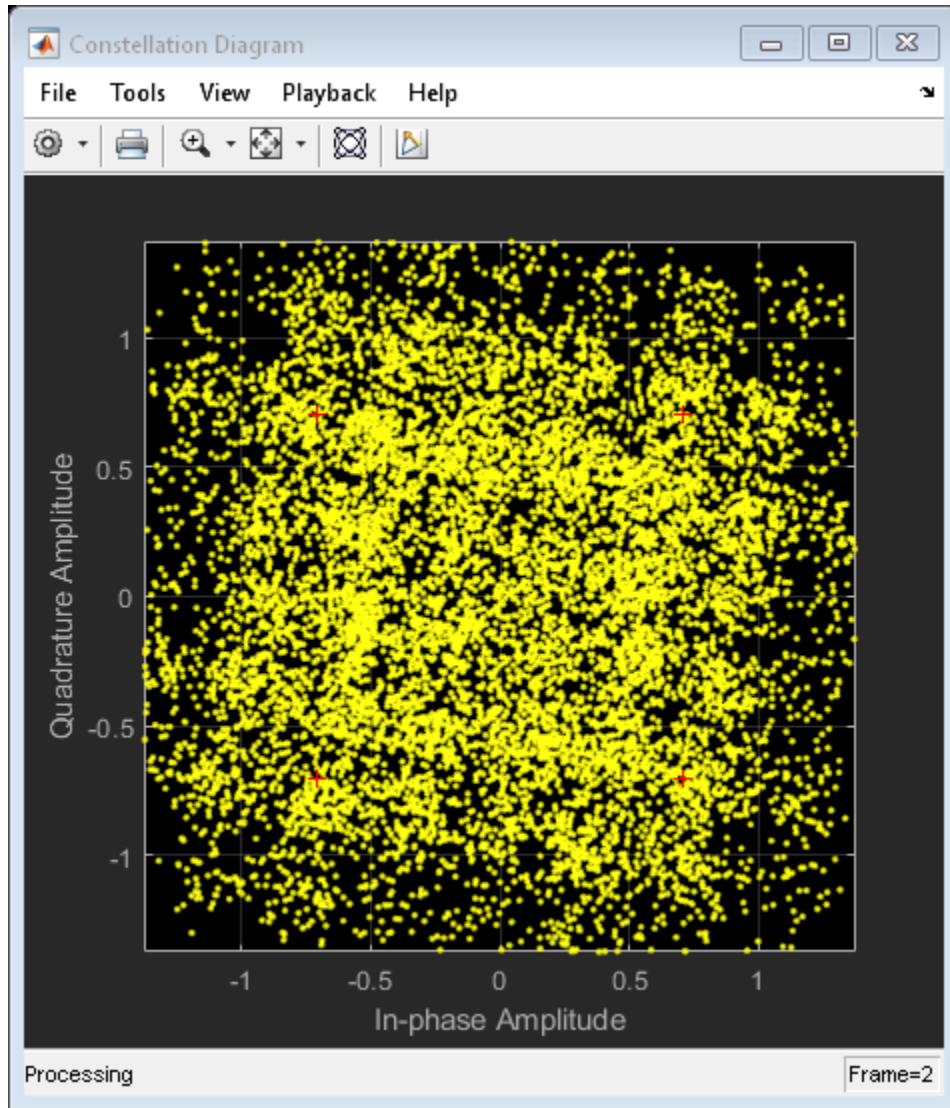 Constellation Diagram
File Tools View Playback Help
1
0.5
0
-0.5
-1
Quadrature Amplitude
-1 -0.5 0 0.5 1
In-phase Amplitude
Processing Frame=2